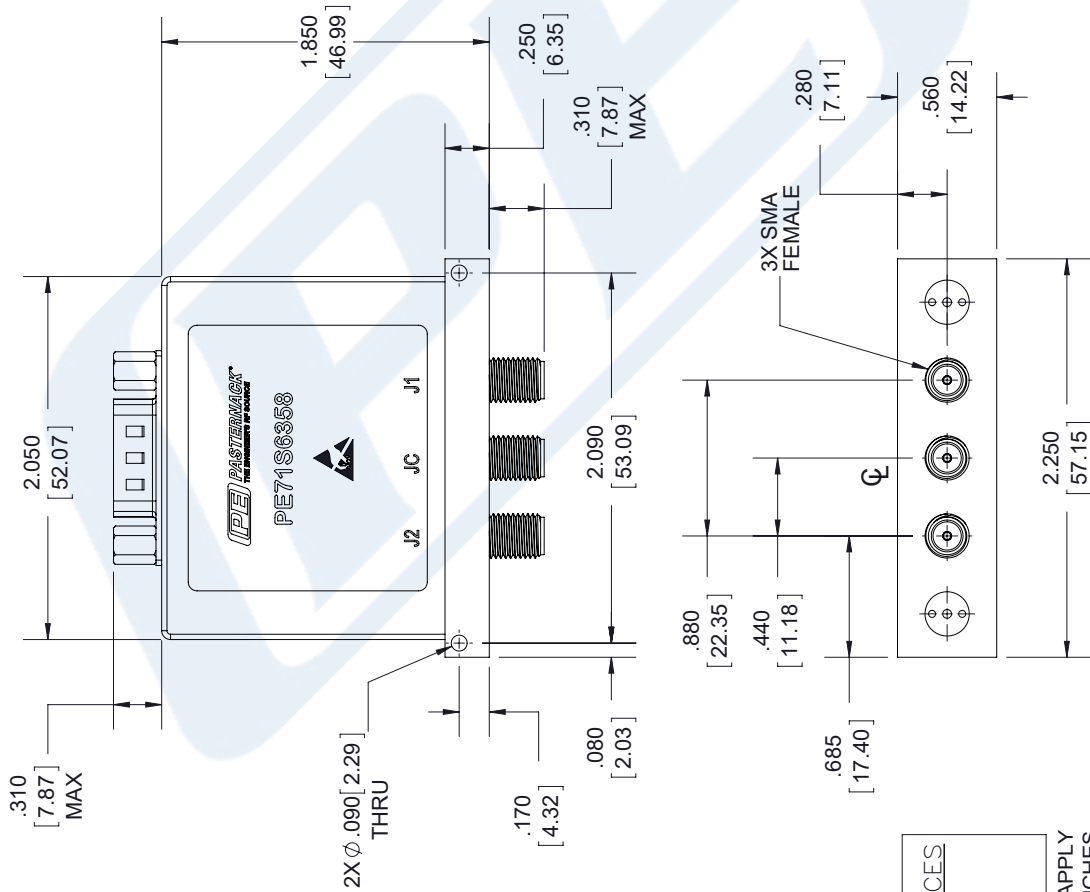 2.050
[52.07]
1.850
[46.99]
.250
[6.35]
.310
[7.87]
MAX
.310
[7.87]
MAX
PE PASTERNACK®
THE ENGINEER'S RF SOURCE
PE71S6358
J2 JC J1
2X Ø .090[2.29]
THRU
.170
[4.32]
.080
[2.03]
2.090
[53.09]
.280
[7.11]
.560
[14.22]
3X SMA
FEMALE
.880
[22.35]
.440
[11.18]
CL
.685
[17.40]
2.250
[57.15]